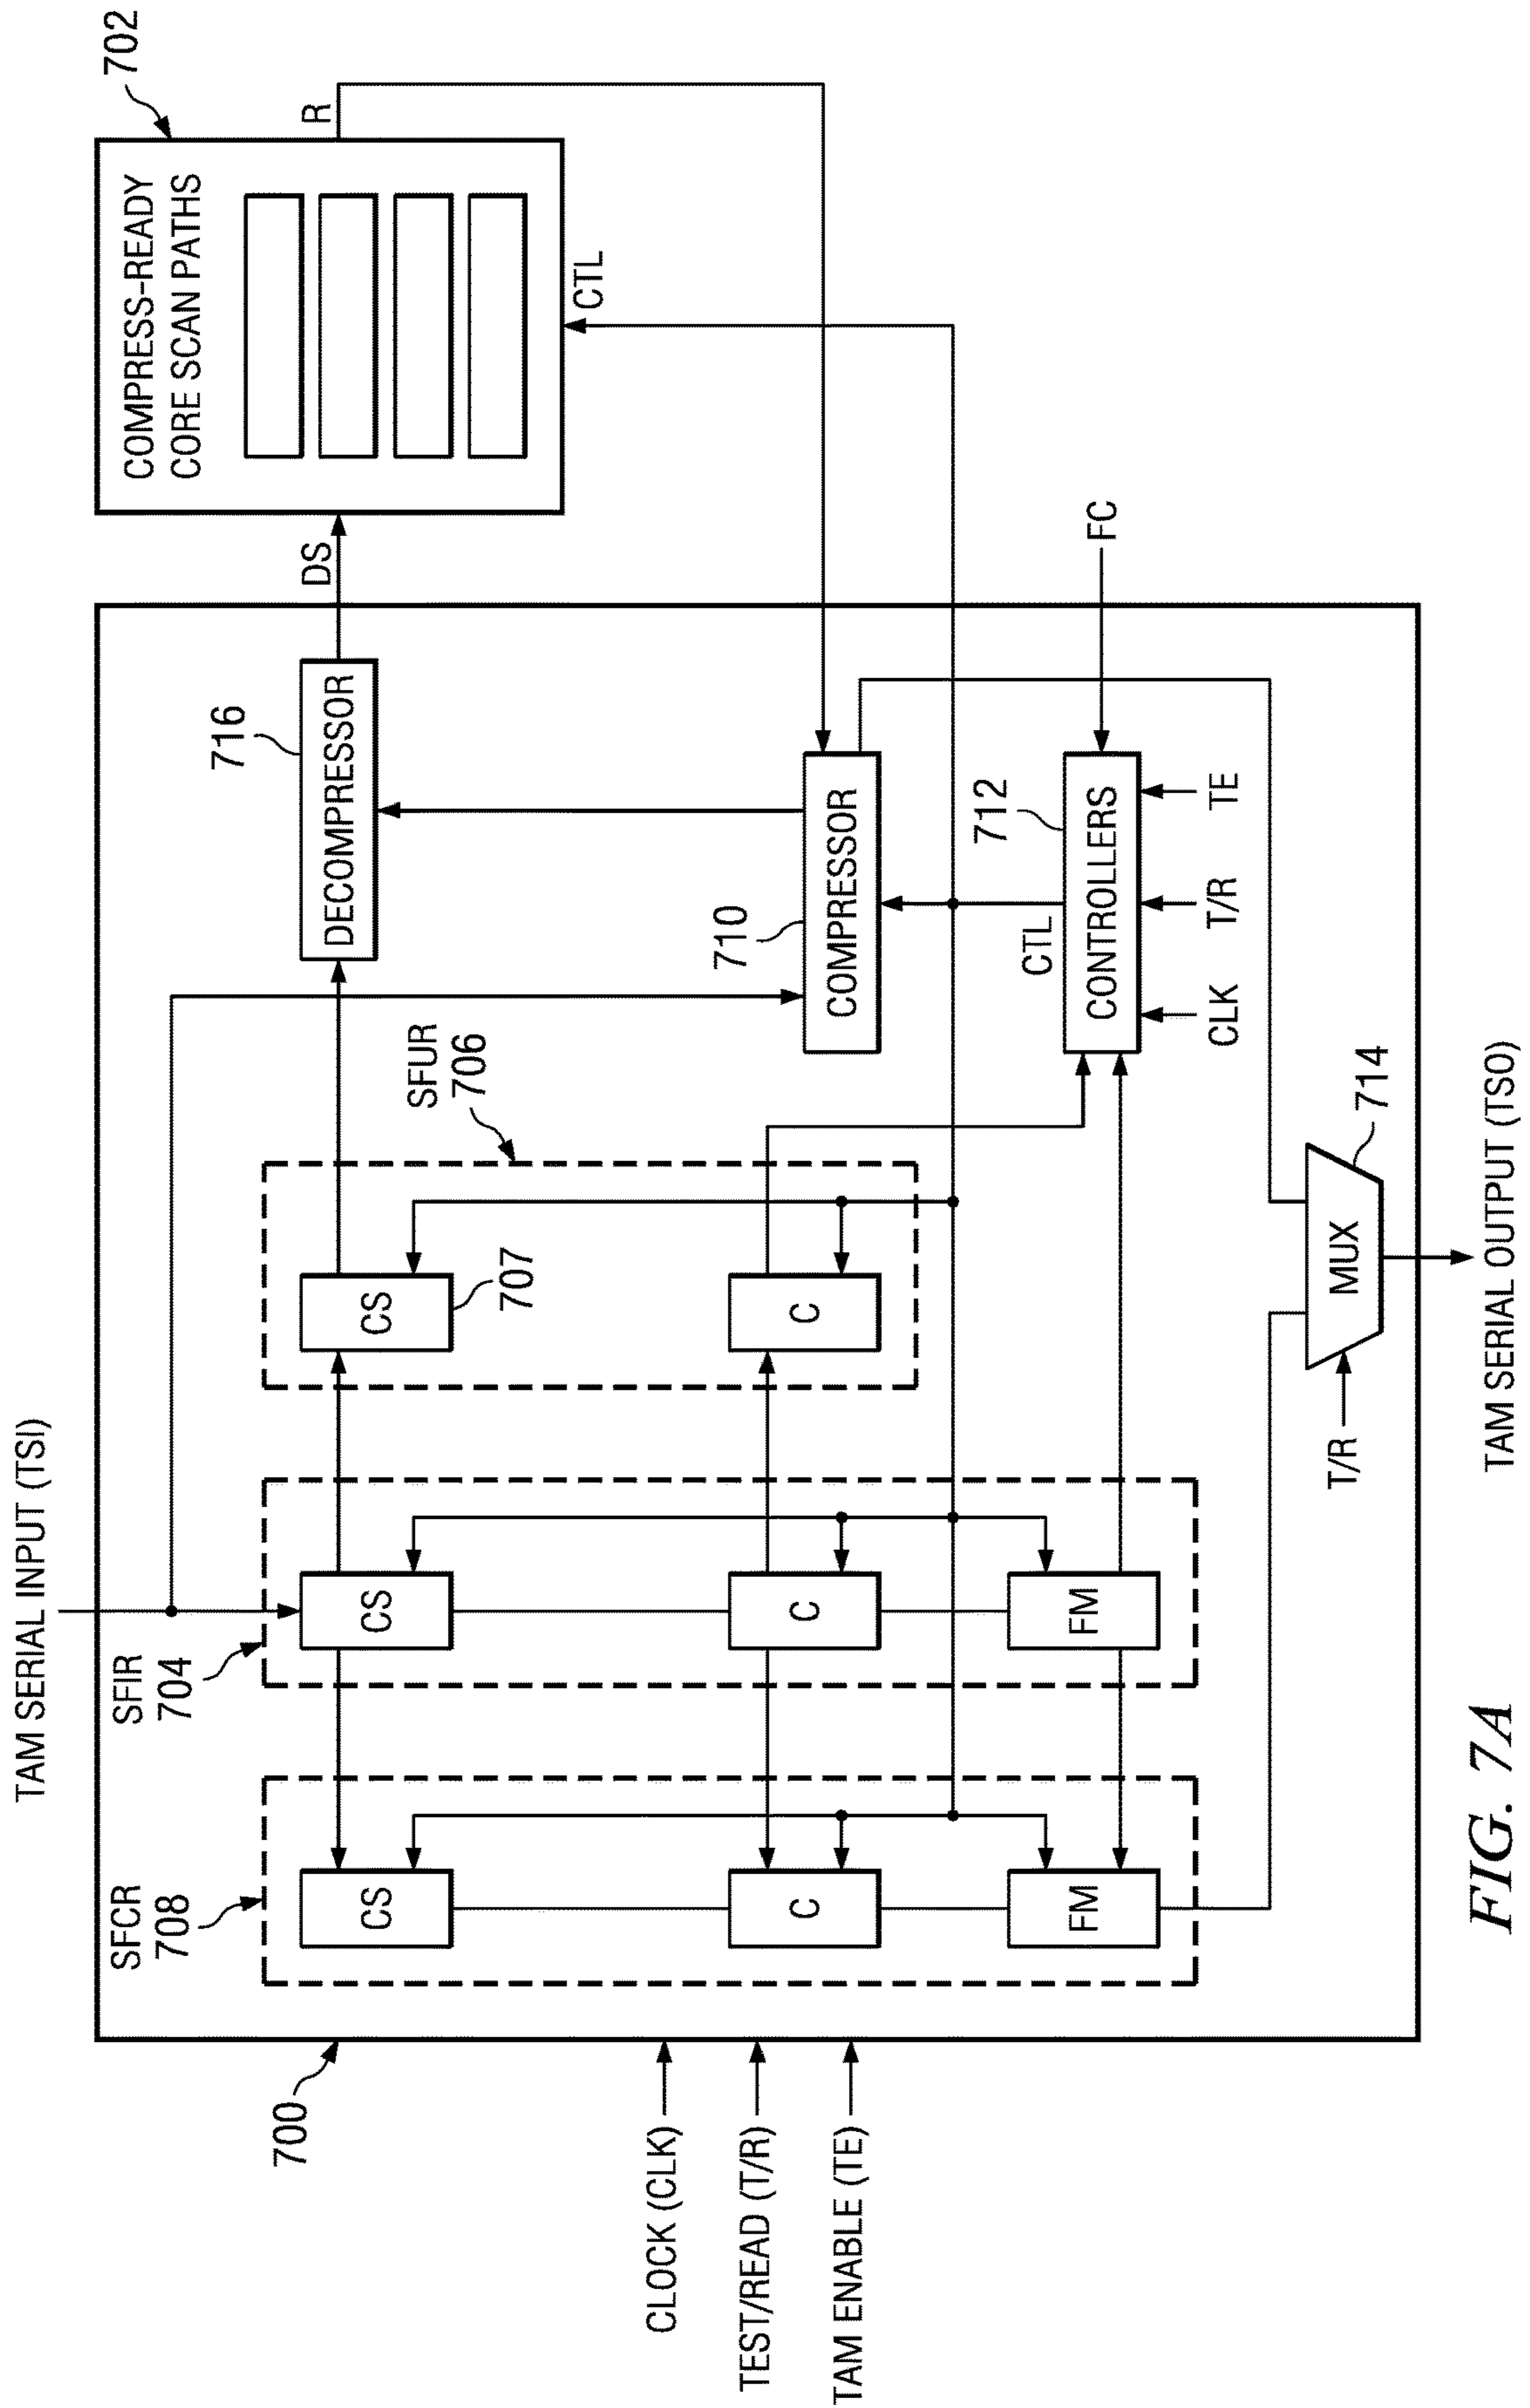 TAM SERIAL INPUT (TSI)
702
COMPRESS-READY
CORE SCAN PATHS
R
CTL
DS
716
DECOMPRESSOR
SFCR
708
SFIR
704
SFUR
706
CS
CS
CS
707
710
COMPRESSOR
C
C
C
CTL
712
CONTROLLERS
FC
CLK
T/R
TE
FM
FM
T/R
MUX
714
TAM SERIAL OUTPUT (TSO)
700
CLOCK (CLK)
TEST/READ (T/R)
TAM ENABLE (TE)
FIG. 7A